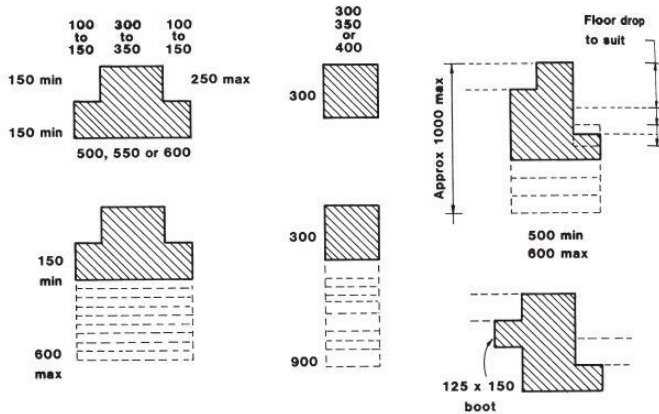 100 300 100
to to to
150 350 150
150 min
250 max
150 min
500, 550 or 600
300
350
or
400
300
Floor drop
to suit
Approx 1000 max
500 min
600 max
150
min
600
max
300
900
125 x 150
boot